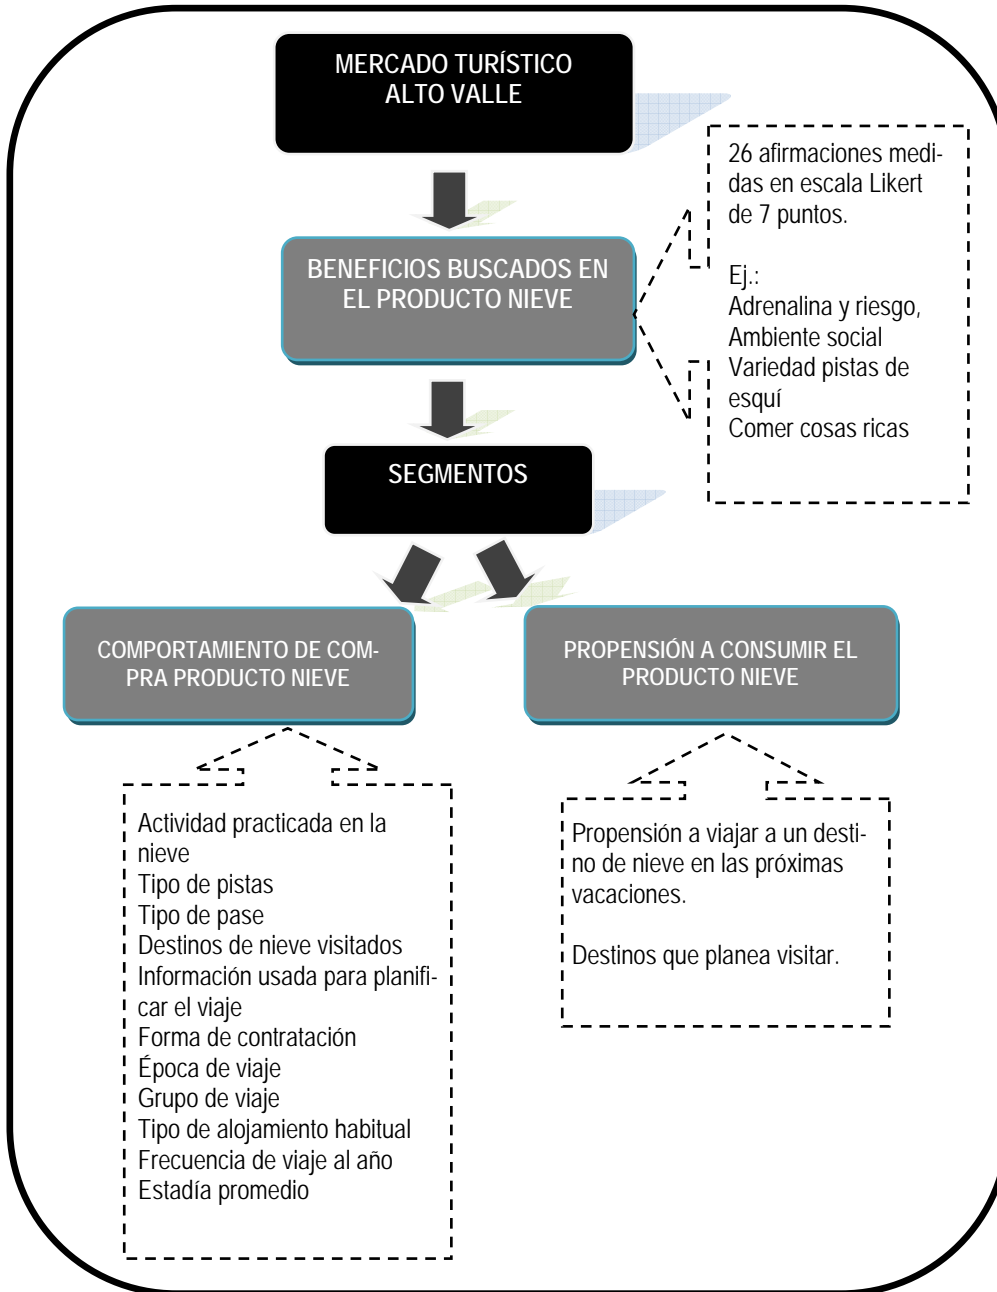 MERCADO TURÍSTICO
ALTO VALLE
26 afirmaciones medi-
das en escala Likert
de 7 puntos.
Ej.:
Adrenalina y riesgo,
Ambiente social
Variedad pistas de
esquí
Comer cosas ricas
BENEFICIOS BUSCADOS EN
EL PRODUCTO NIEVE
SEGMENTOS
COMPORTAMIENTO DE COM-
PRA PRODUCTO NIEVE
PROPENSIÓN A CONSUMIR EL
PRODUCTO NIEVE
Actividad practicada en la
nieve
Tipo de pistas
Tipo de pase
Destinos de nieve visitados
Información usada para planifi-
car el viaje
Forma de contratación
Época de viaje
Grupo de viaje
Tipo de alojamiento habitual
Frecuencia de viaje al año
Estadía promedio
Propensión a viajar a un desti-
no de nieve en las próximas
vacaciones.
Destinos que planea visitar.